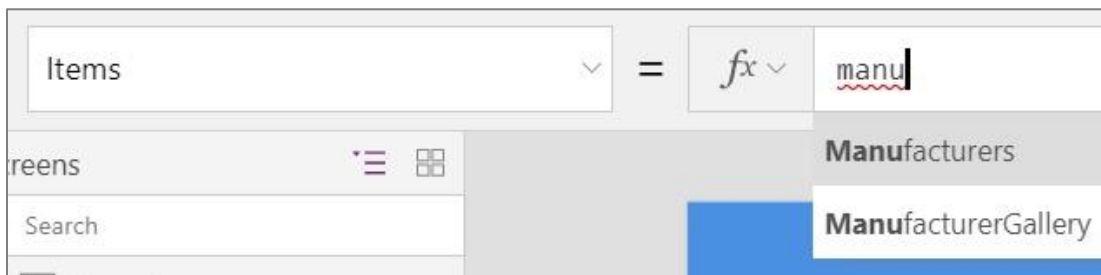 Items = fx manu
Manufacturers
reens
ManufacturerGallery
Search